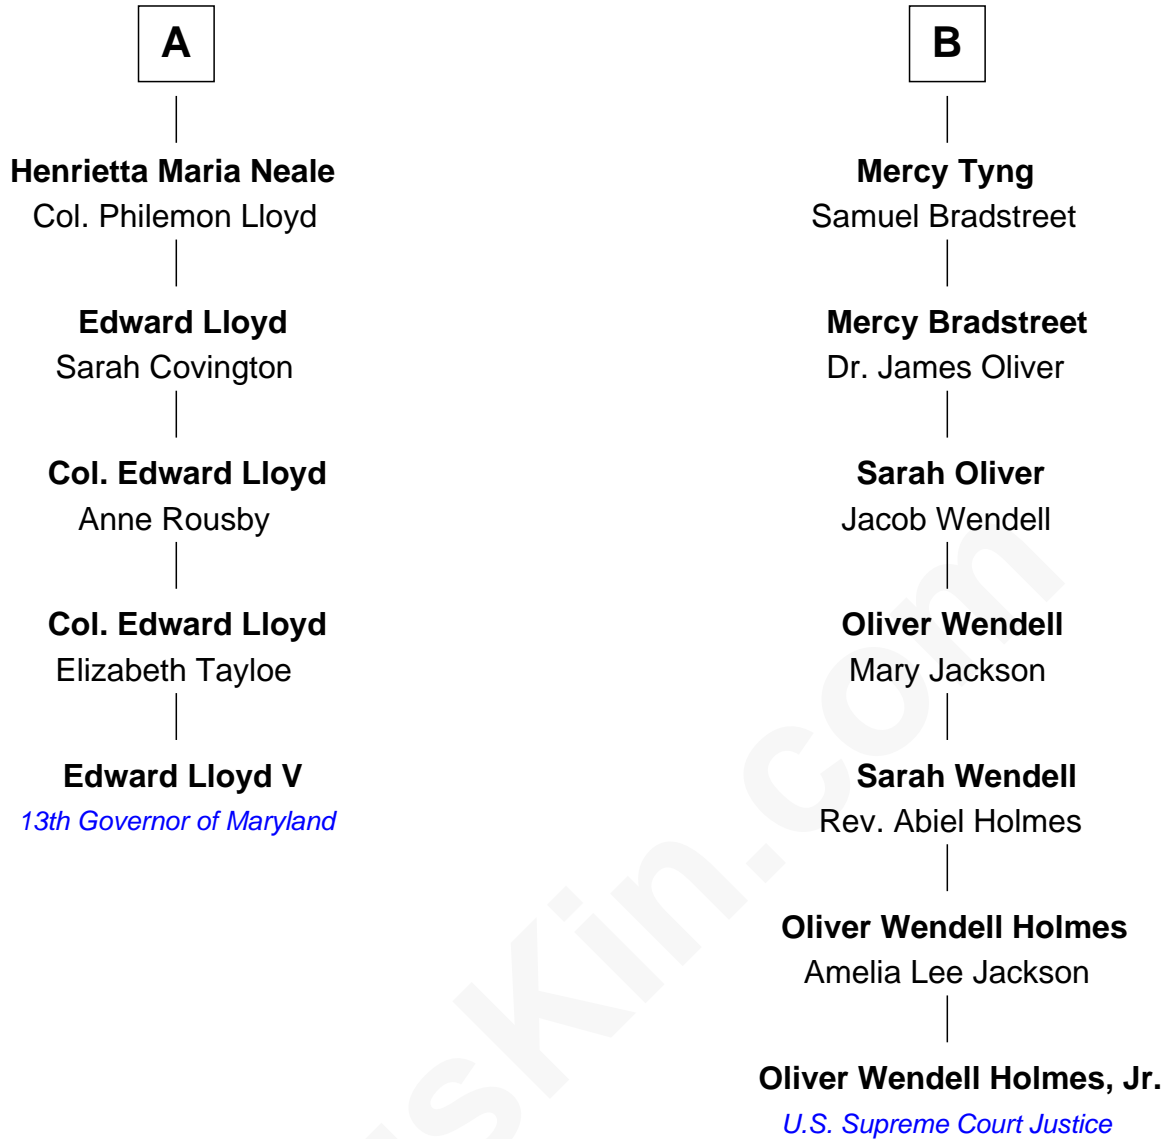 A
Henrietta Maria Neale
Col. Philemon Lloyd
Edward Lloyd
Sarah Covington
Col. Edward Lloyd
Anne Rousby
Col. Edward Lloyd
Elizabeth Tayloe
Edward Lloyd V
13th Governor of Maryland
B
Mercy Tyng
Samuel Bradstreet
Mercy Bradstreet
Dr. James Oliver
Sarah Oliver
Jacob Wendell
Oliver Wendell
Mary Jackson
Sarah Wendell
Rev. Abiel Holmes
Oliver Wendell Holmes
Amelia Lee Jackson
Oliver Wendell Holmes, Jr.
U.S. Supreme Court Justice